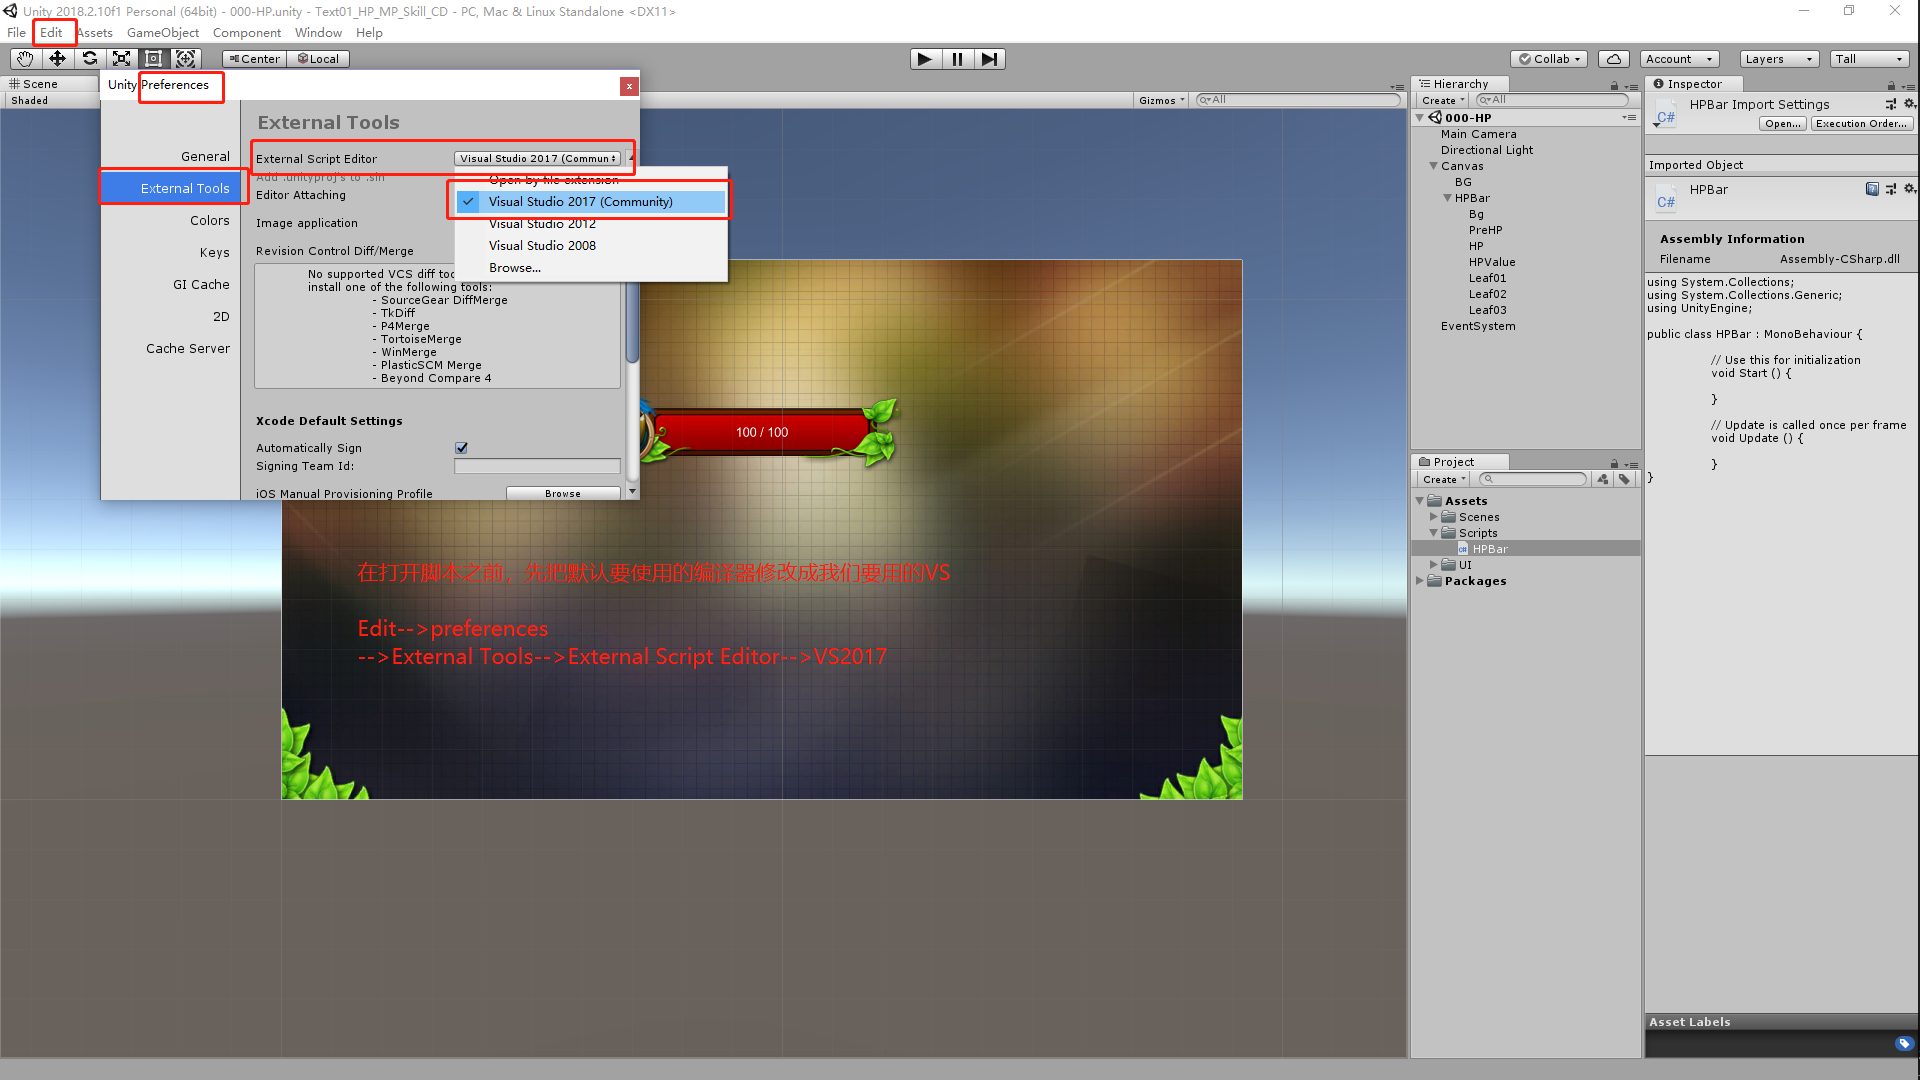 Unity 2018.2.10f1 Personal (64bit) - 000-HP.unity - Text01_HP_MP_Skill_CD - PC, Mac & Linux Standalone <DX11>
File Edit Assets GameObject Component Window Help
Center Local Collab Account Layers Tall
Scene
Shaded
Gizmos All
Unity Preferences
x
General
External Tools
Colors
Keys
GI Cache
2D
Cache Server
External Tools
External Script Editor Visual Studio 2017 (Commun
Add .unityproj's to .sln
Editor Attaching
Image application
Revision Control Diff/Merge
No supported VCS diff
install one of the following tools:
- SourceGear DiffMerge
- TkDiff
- P4Merge
- TortoiseMerge
- WinMerge
- PlasticSCM Merge
- Beyond Compare 4
Xcode Default Settings
Automatically Sign
Signing Team Id:
iOS Manual Provisioning Profile Browse
Open by file extension
Visual Studio 2017 (Community)
Visual Studio 2012
Visual Studio 2008
Browse...
100 / 100
在打开脚本之前，先把默认要使用的编译器修改成我们要用的VS
Edit-->preferences
-->External Tools-->External Script Editor-->VS2017
Hierarchy
Create All
000-HP
Main Camera
Directional Light
Canvas
BG
HPBar
Bg
PreHP
HP
HPValue
Leaf01
Leaf02
Leaf03
EventSystem
Project
Create
Assets
Scenes
Scripts
HPBar
UI
Packages
Inspector
C#
HPBar Import Settings
Open... Execution Order...
Imported Object
C#
HPBar
Assembly Information
Filename Assembly-CSharp.dll
using System.Collections;
using System.Collections.Generic;
using UnityEngine;
public class HPBar : MonoBehaviour {
// Use this for initialization
void Start () {
}
// Update is called once per frame
void Update () {
}
}
Asset Labels